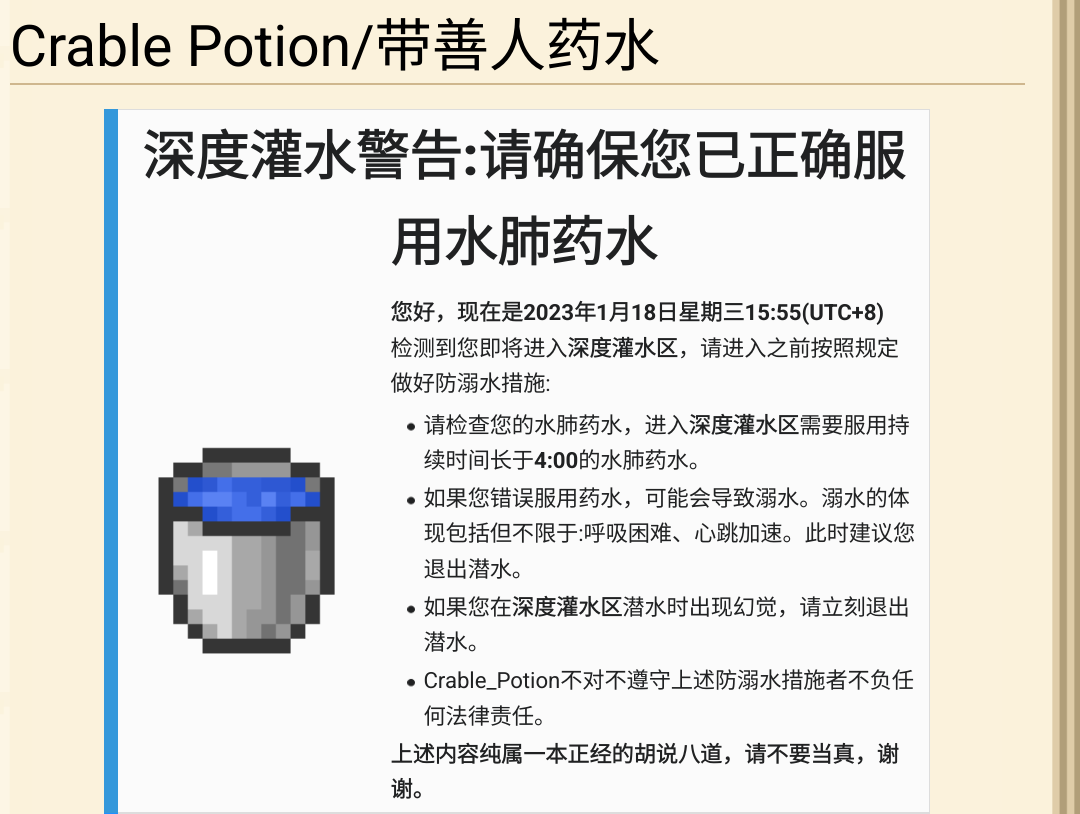 Crable Potion/带善人药水
深度灌水警告:请确保您已正确服
用水肺药水
您好，现在是2023年1月18日星期三15:55(UTC+8)
检测到您即将进入深度灌水区，请进入之前按照规定
做好防溺水措施:
• 请检查您的水肺药水，进入深度灌水区需要服用持
续时间长于4:00的水肺药水。
• 如果您错误服用药水，可能会导致溺水。溺水的体
现包括但不限于:呼吸困难、心跳加速。此时建议您
退出潜水。
• 如果您在深度灌水区潜水时出现幻觉，请立刻退出
潜水。
• Crable_Potion不对不遵守上述防溺水措施者不负任
何法律责任。
上述内容纯属一本正经的胡说八道，请不要当真，谢
谢。